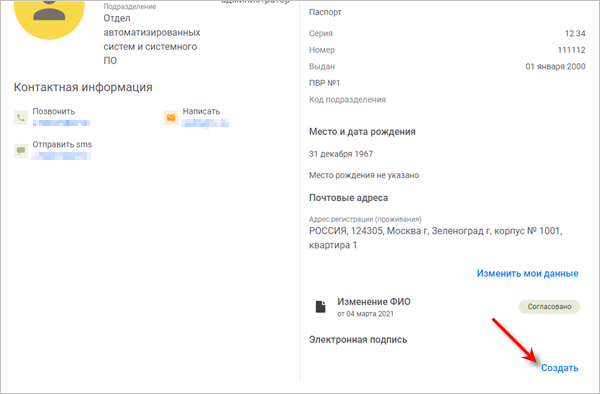 Подразделение
Отдел
автоматизированных
систем и системного
ПО
Контактная информация
Позвонить
Написать
Отправить sms
Паспорт
Серия 12 34
Номер 111112
Выдан 01 января 2000
ПВР №1
Код подразделения
Место и дата рождения
31 декабря 1967
Место рождения не указано
Почтовые адреса
Адрес регистрации (проживания)
РОССИЯ, 124305, Москва г, Зеленоград г, корпус № 1001,
квартира 1
Изменить мои данные
Изменение ФИО
Согласовано
от 04 марта 2021
Электронная подпись
Создать